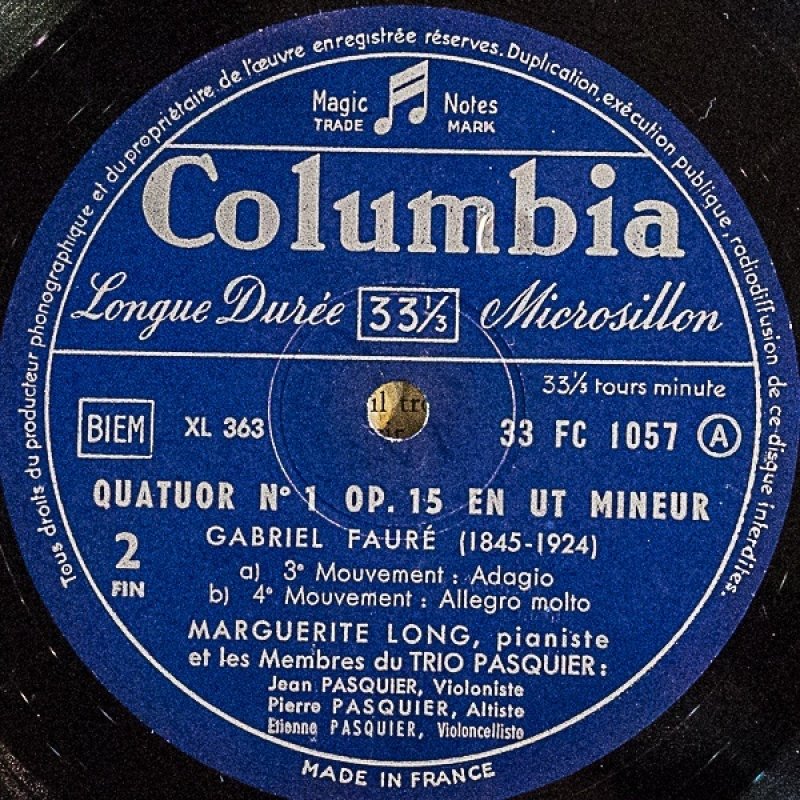 Tous droits du producteur phonographique et du propriétaire de l'œuvre enregistrée réserves. Duplication, exécution publique, radiodiffusion de ce disque interdites.
Magic Notes
TRADE MARK
Columbia
Longue Durée 33⅓ Microsillon
33⅓ tours minute
BIEM XL 363 33 FC 1057 A
QUATUOR Nº 1 OP. 15 EN UT MINEUR
GABRIEL FAURÉ (1845-1924)
2
FIN
a) 3e Mouvement : Adagio
b) 4e Mouvement : Allegro molto
MARGUERITE LONG, pianiste
et les Membres du TRIO PASQUIER :
Jean PASQUIER, Violoniste
Pierre PASQUIER, Altiste
Etienne PASQUIER, Violoncelliste
MADE IN FRANCE